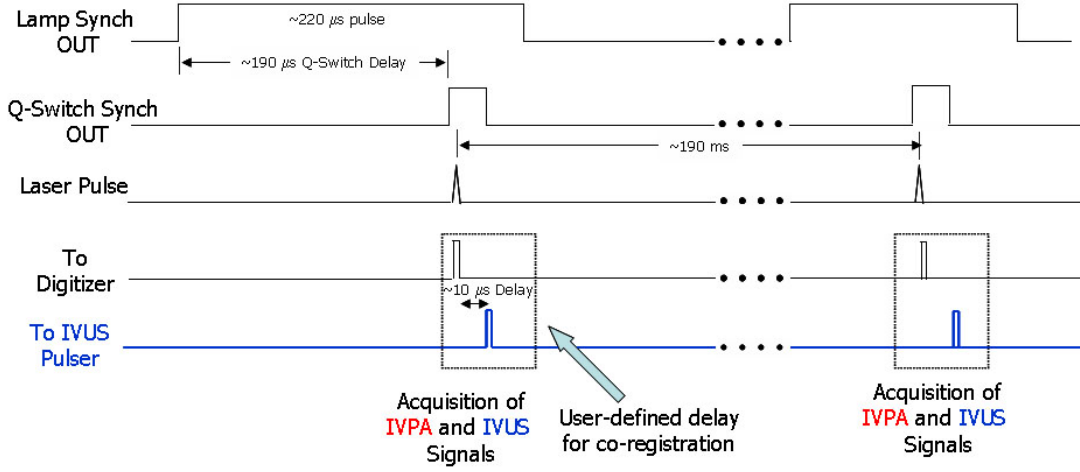 Lamp Synch
OUT
~220 μs pulse
~190 μs Q-Switch Delay
Q-Switch Synch
OUT
~190 ms
Laser Pulse
To
Digitizer
~10 μs Delay
To IVUS
Pulser
Acquisition of
IVPA and IVUS
Signals
User-defined delay
for co-registration
Acquisition of
IVPA and IVUS
Signals